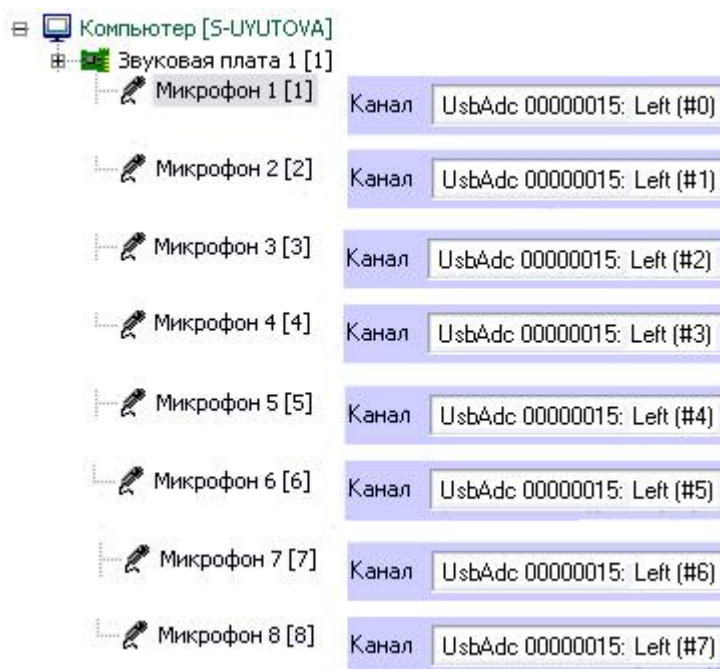 Компьютер [S-UYUTOVA]
Звуковая плата 1 [1]
Микрофон 1 [1] Канал UsbAdc 00000015: Left (#0)
Микрофон 2 [2] Канал UsbAdc 00000015: Left (#1)
Микрофон 3 [3] Канал UsbAdc 00000015: Left (#2)
Микрофон 4 [4] Канал UsbAdc 00000015: Left (#3)
Микрофон 5 [5] Канал UsbAdc 00000015: Left (#4)
Микрофон 6 [6] Канал UsbAdc 00000015: Left (#5)
Микрофон 7 [7] Канал UsbAdc 00000015: Left (#6)
Микрофон 8 [8] Канал UsbAdc 00000015: Left (#7)